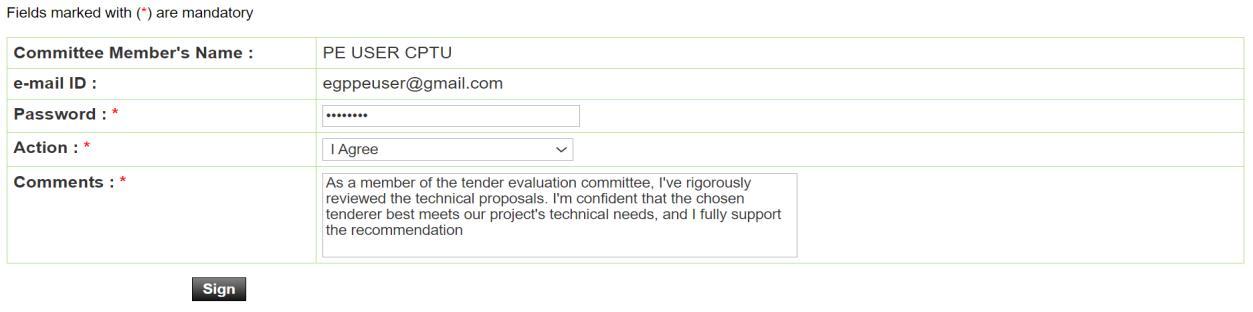 Fields marked with (*) are mandatory
Committee Member's Name : PE USER CPTU
e-mail ID : egppeuser@gmail.com
Password : * ••••••••
Action : * I Agree
Comments : * As a member of the tender evaluation committee, I've rigorously
reviewed the technical proposals. I'm confident that the chosen
tenderer best meets our project's technical needs, and I fully support
the recommendation
Sign